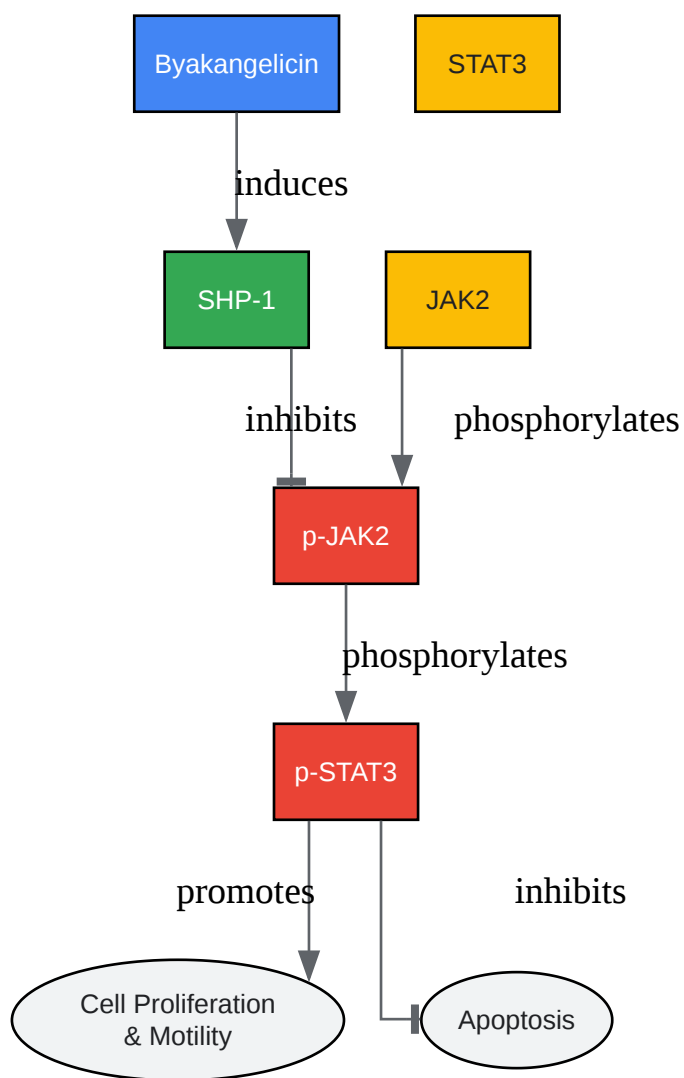 Byakangelicin
STAT3
induces
SHP-1
JAK2
inhibits
phosphorylates
p-JAK2
phosphorylates
p-STAT3
promotes
inhibits
Cell Proliferation
& Motility
Apoptosis